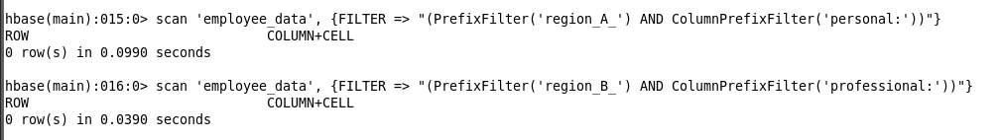 hbase(main):015:0> scan 'employee_data', {FILTER => "(PrefixFilter('region_A_') AND ColumnPrefixFilter('personal:'))"}
ROW                             COLUMN+CELL
0 row(s) in 0.0990 seconds

hbase(main):016:0> scan 'employee_data', {FILTER => "(PrefixFilter('region_B_') AND ColumnPrefixFilter('professional:'))"}
ROW                             COLUMN+CELL
0 row(s) in 0.0390 seconds